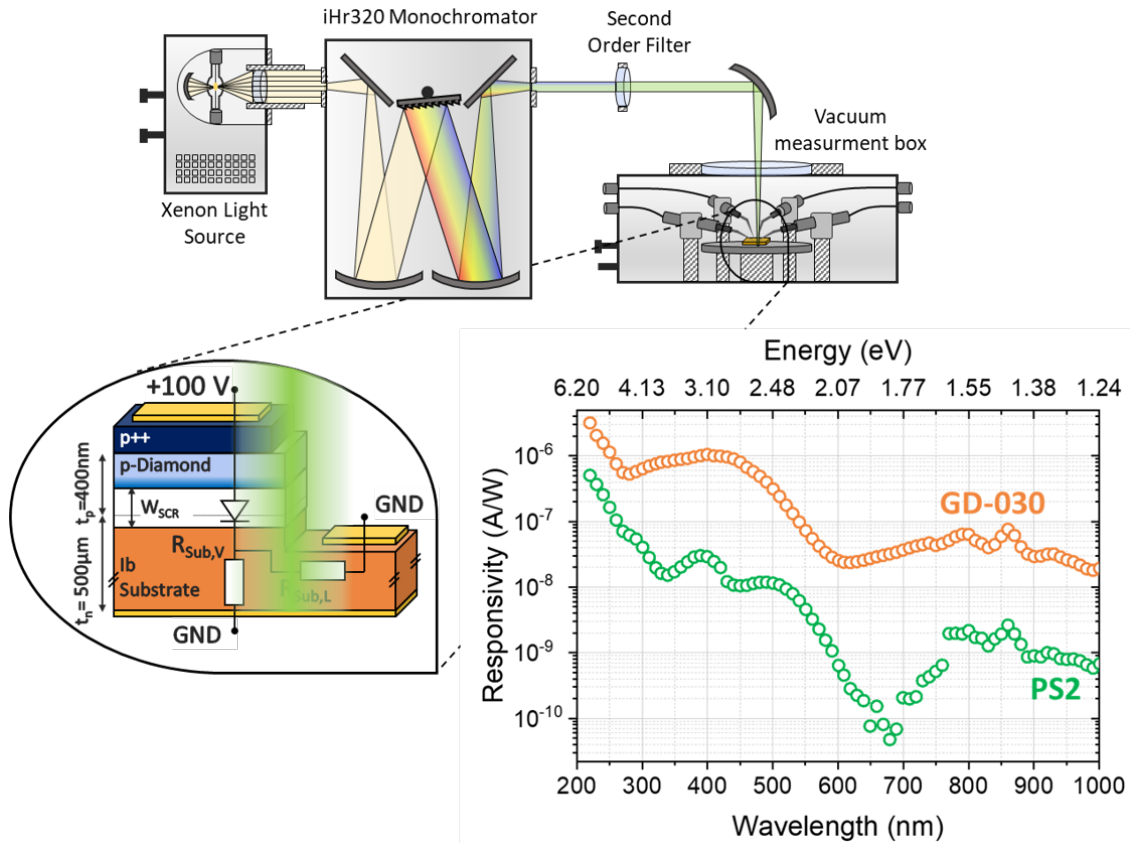 iHr320 Monochromator
Second
Order Filter
Vacuum
measurment box
Xenon Light
Source
+100 V
p++
p-Diamond
W_SCR
t_p=400nm
t_n= 500µm
GND
R_Sub,V
Ib
Substrate
R_Sub,L
GND
Energy (eV)
6.20 4.13 3.10 2.48 2.07 1.77 1.55 1.38 1.24
Responsivity (A/W)
10^-6
10^-7
10^-8
10^-9
10^-10
GD-030
PS2
200 300 400 500 600 700 800 900 1000
Wavelength (nm)